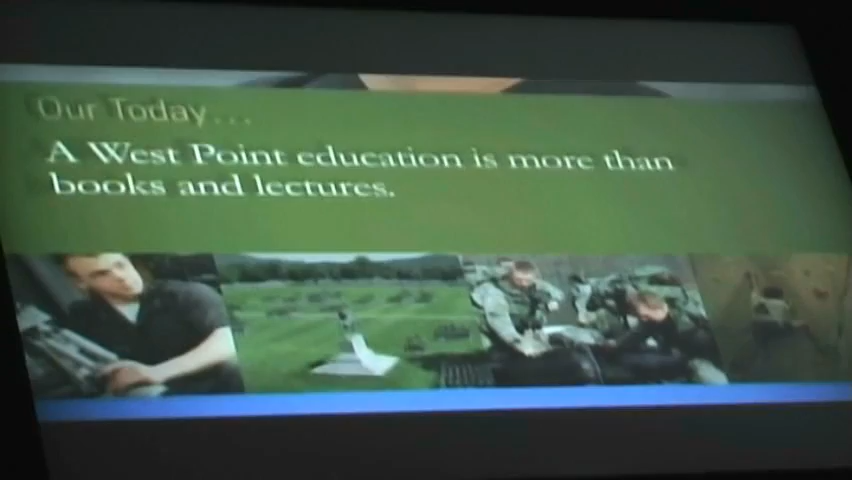 Our Today...
A West Point education is more than
books and lectures.